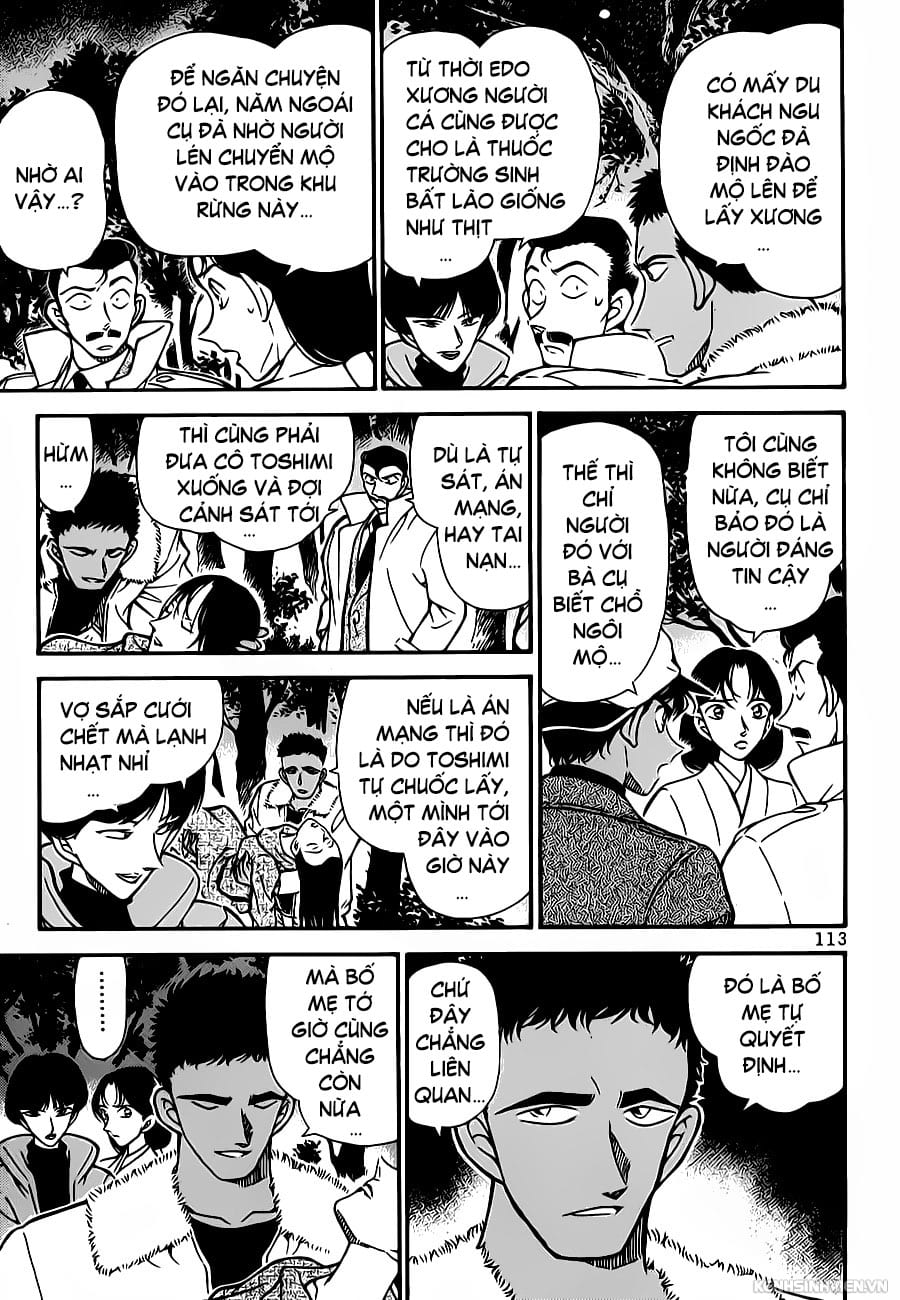 CÓ MẤY DU
KHÁCH NGU
NGỐC ĐÃ
ĐỊNH ĐÀO
MỘ LÊN ĐỂ
LẤY XƯƠNG
...
TỪ THỜI EDO
XƯƠNG NGƯỜI
CÁ CŨNG ĐƯỢC
CHO LÀ THUỐC
TRƯỜNG SINH
BẤT LÃO GIỐNG
NHƯ THỊT
...
ĐỂ NGĂN CHUYỆN
ĐÓ LẠI, NĂM NGOÁI
CỤ ĐÃ NHỜ NGƯỜI
LÉN CHUYỂN MỘ
VÀO TRONG KHU
RỪNG NÀY...
NHỜ AI
VẬY...?
TÔI CŨNG
KHÔNG BIẾT
NỮA, CỤ CHỈ
BẢO ĐÓ LÀ
NGƯỜI ĐÁNG
TIN CẬY
...
THẾ THÌ
CHỈ
NGƯỜI
ĐÓ VỚI
BÀ CỤ
BIẾT CHỖ
NGÔI
MỘ...
DÙ LÀ TỰ
SÁT, ÁN
MẠNG,
HAY TAI
NẠN...
THÌ CŨNG PHẢI
ĐƯA CÔ TOSHIMI
XUỐNG VÀ ĐỢI
CẢNH SÁT TỚI
...
HỪM
...
NẾU LÀ ÁN
MẠNG THÌ ĐÓ
LÀ DO TOSHIMI
TỰ CHUỐC LẤY,
MỘT MÌNH TỚI
ĐÂY VÀO
GIỜ NÀY
...
VỢ SẮP CƯỚI
CHẾT MÀ LẠNH
NHẠT NHỈ
...
113
ĐÓ LÀ BỐ
MẸ TỰ
QUYẾT
ĐỊNH...
CHỨ
ĐÂY
CHẲNG
LIÊN
QUAN...
MÀ BỐ
MẸ TỚ
GIỜ CŨNG
CHẲNG
CÒN
NỮA
...
.........
KENHSINHVIEN.VN